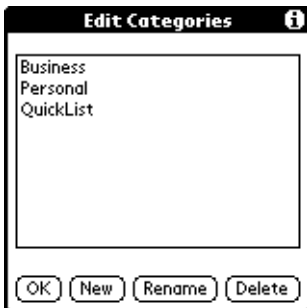 Edit Categories i
Business
Personal
QuickList
OK New Rename Delete